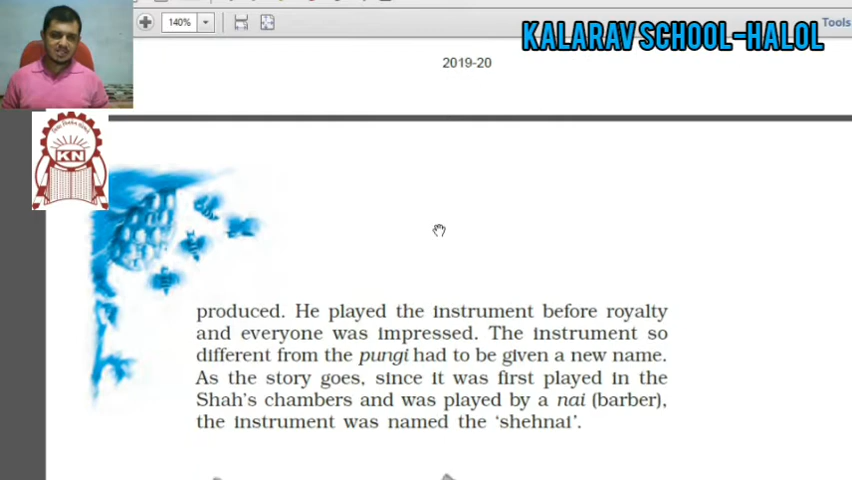 140%
Tools
KALARAV SCHOOL-HALOL
2019-20
KN
produced. He played the instrument before royalty
and everyone was impressed. The instrument so
different from the pungi had to be given a new name.
As the story goes, since it was first played in the
Shah's chambers and was played by a nai (barber),
the instrument was named the 'shehnai'.